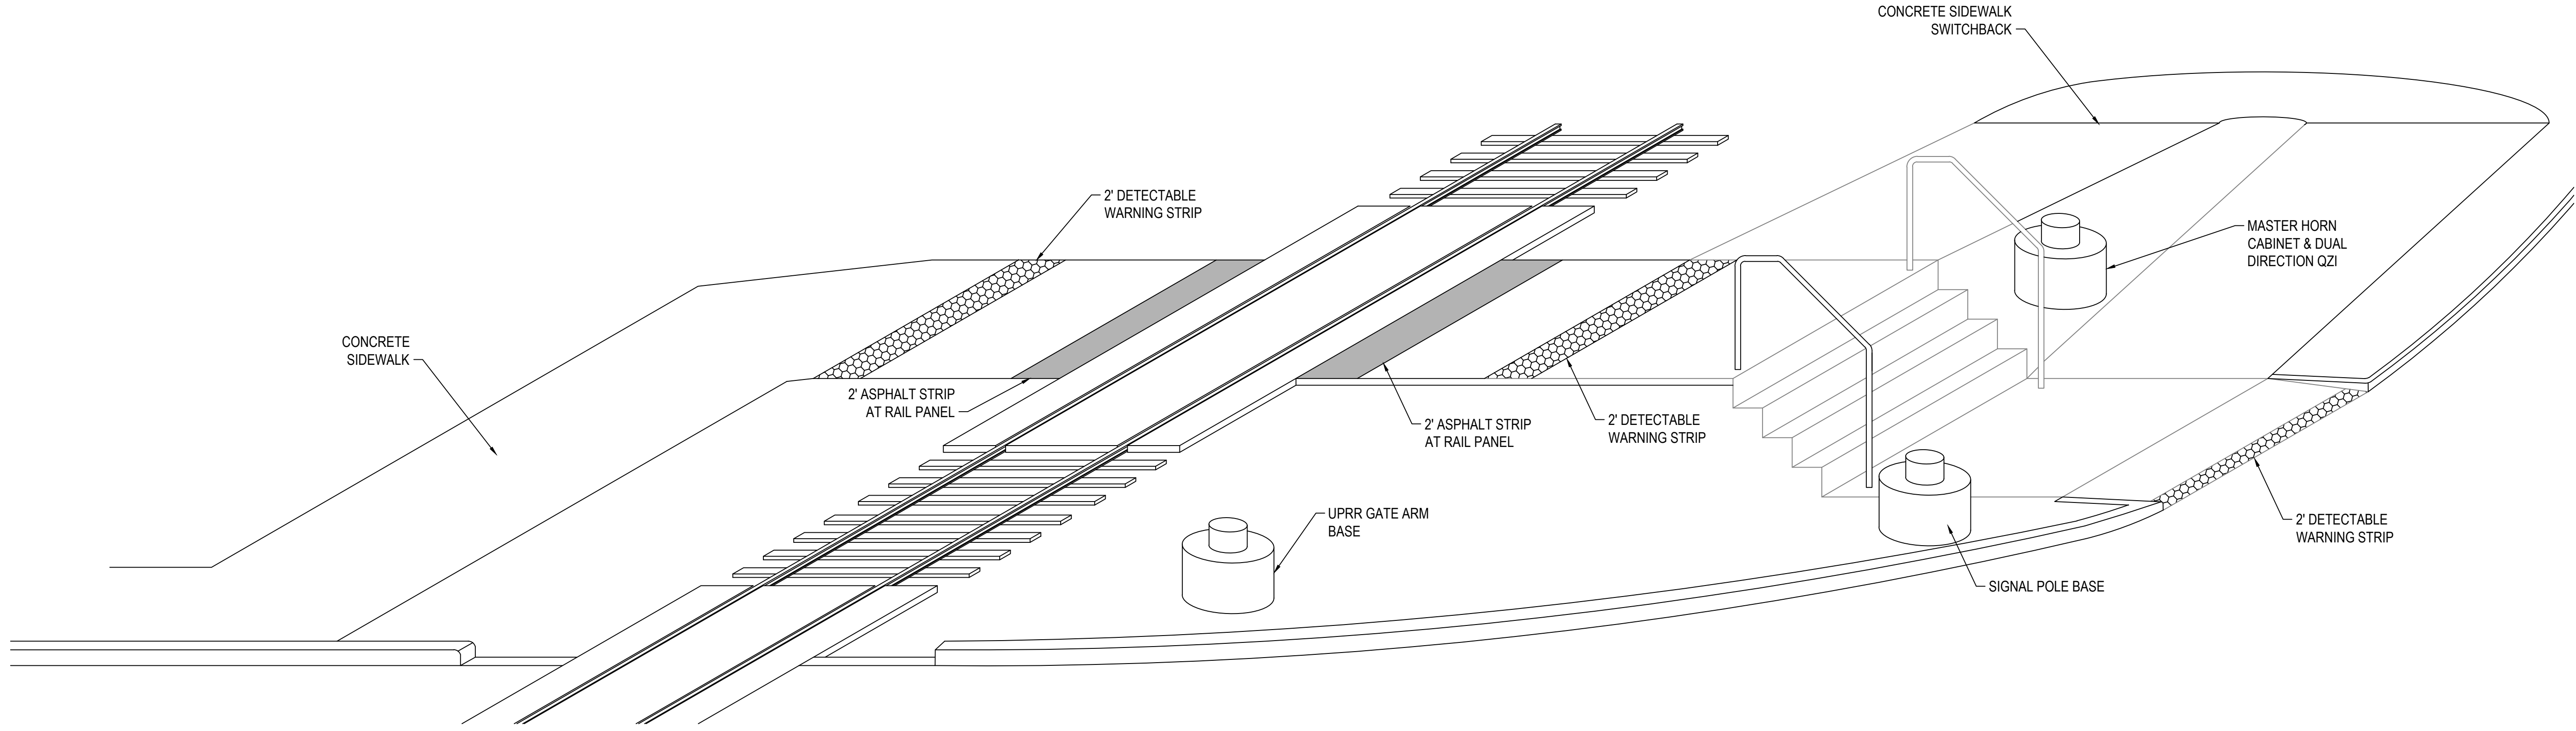 CONCRETE SIDEWALK
SWITCHBACK
2' DETECTABLE
WARNING STRIP
MASTER HORN
CABINET & DUAL
DIRECTION QZI
CONCRETE
SIDEWALK
2' ASPHALT STRIP
AT RAIL PANEL
2' ASPHALT STRIP
AT RAIL PANEL
2' DETECTABLE
WARNING STRIP
UPRR GATE ARM
BASE
2' DETECTABLE
WARNING STRIP
SIGNAL POLE BASE